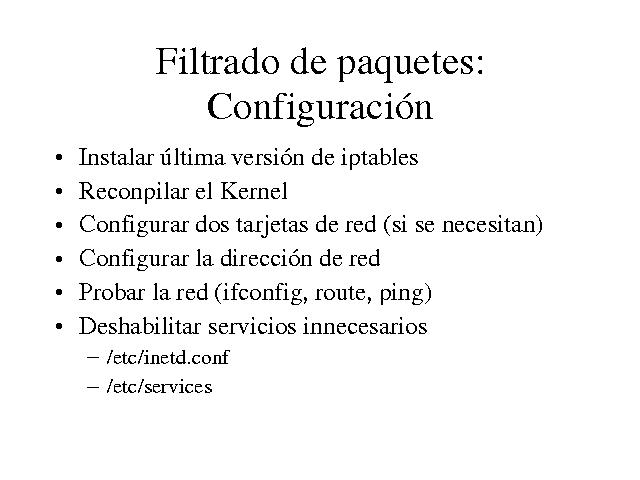 Filtrado de paquetes:
Configuración
• Instalar última versión de iptables
• Reconpilar el Kernel
• Configurar dos tarjetas de red (si se necesitan)
• Configurar la dirección de red
• Probar la red (ifconfig, route, ping)
• Deshabilitar servicios innecesarios
– /etc/inetd.conf
– /etc/services